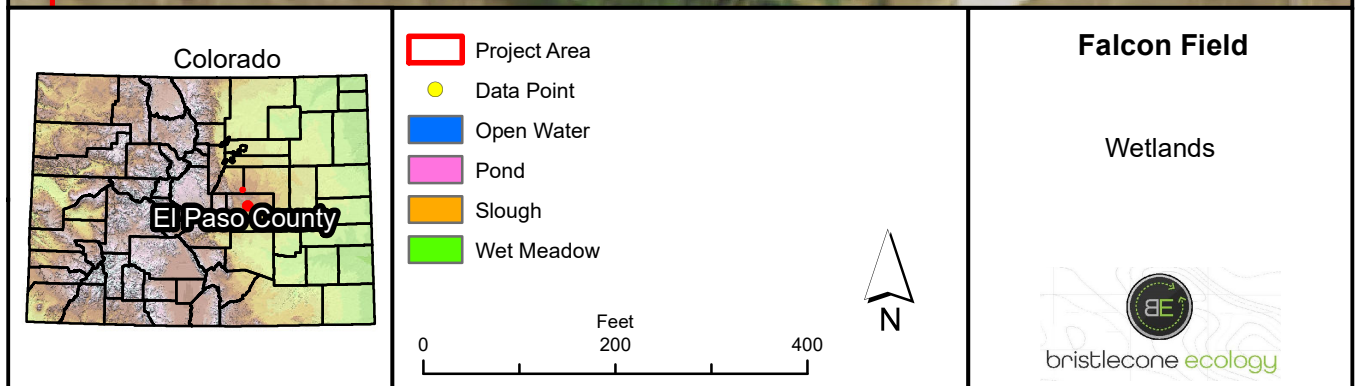 Colorado
El Paso County
Project Area
Data Point
Open Water
Pond
Slough
Wet Meadow
Feet
0 200 400
N
Falcon Field
Wetlands
BE
bristlecone ecology